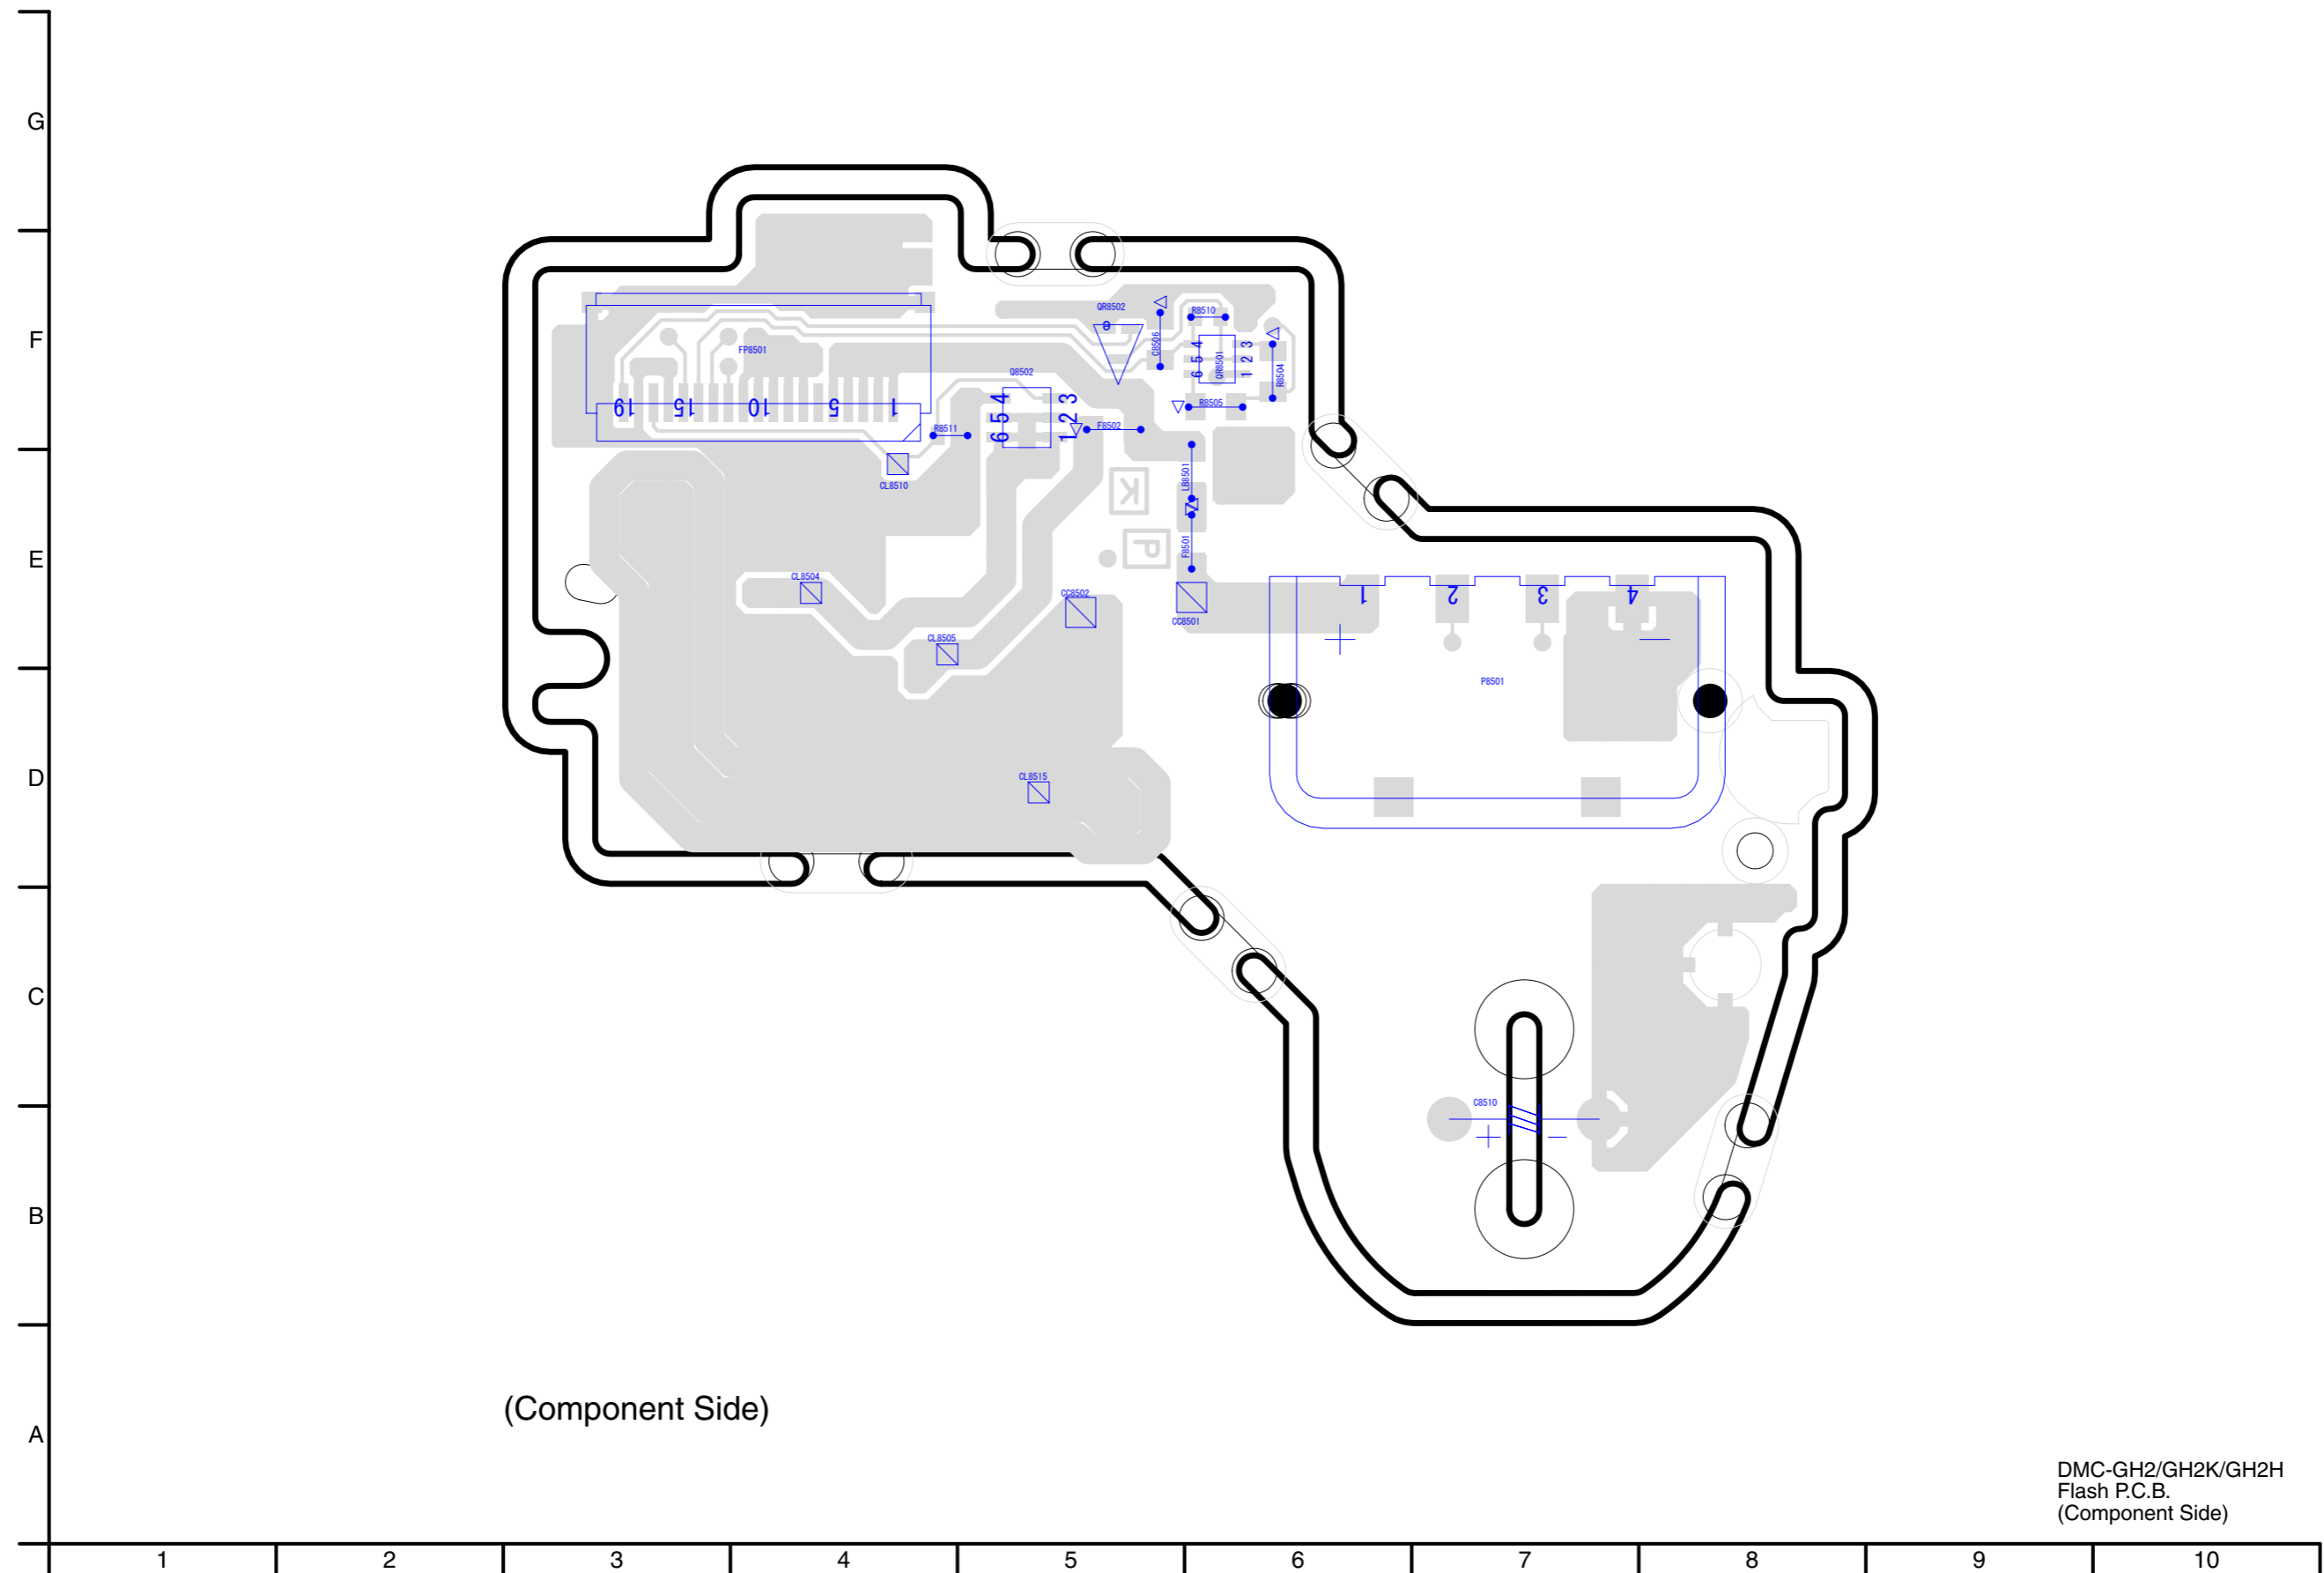 G
F
E
D
C
B
A
QR8502
e
C8506
R8510
4
5
6
QR8501
3
2
1
R8504
R8505
FP8501
19
15
10
5
1
Q8502
4
5
6
3
2
1
R8511
F8502
CL8510
LB8501
K
P
F8501
CL8504
CC8502
CC8501
CL8505
1
2
3
4
P8501
CL8515
C8510
(Component Side)
DMC-GH2/GH2K/GH2H
Flash P.C.B.
(Component Side)
1 2 3 4 5 6 7 8 9 10